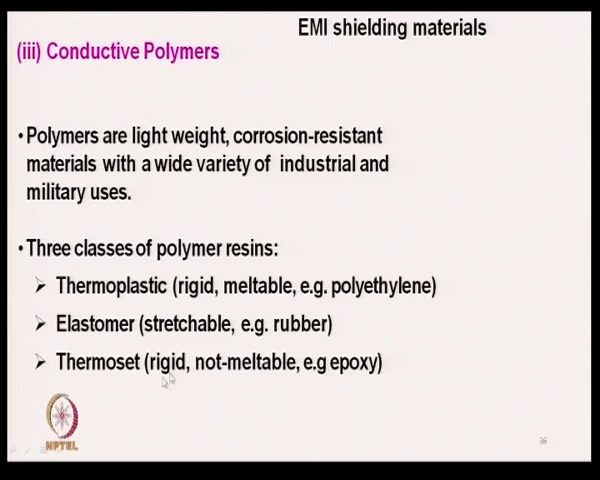 EMI shielding materials
(iii) Conductive Polymers
•Polymers are light weight, corrosion-resistant
materials with a wide variety of industrial and
military uses.
•Three classes of polymer resins:
➢ Thermoplastic (rigid, meltable, e.g. polyethylene)
➢ Elastomer (stretchable, e.g. rubber)
➢ Thermoset (rigid, not-meltable, e.g epoxy)
NPTEL
36